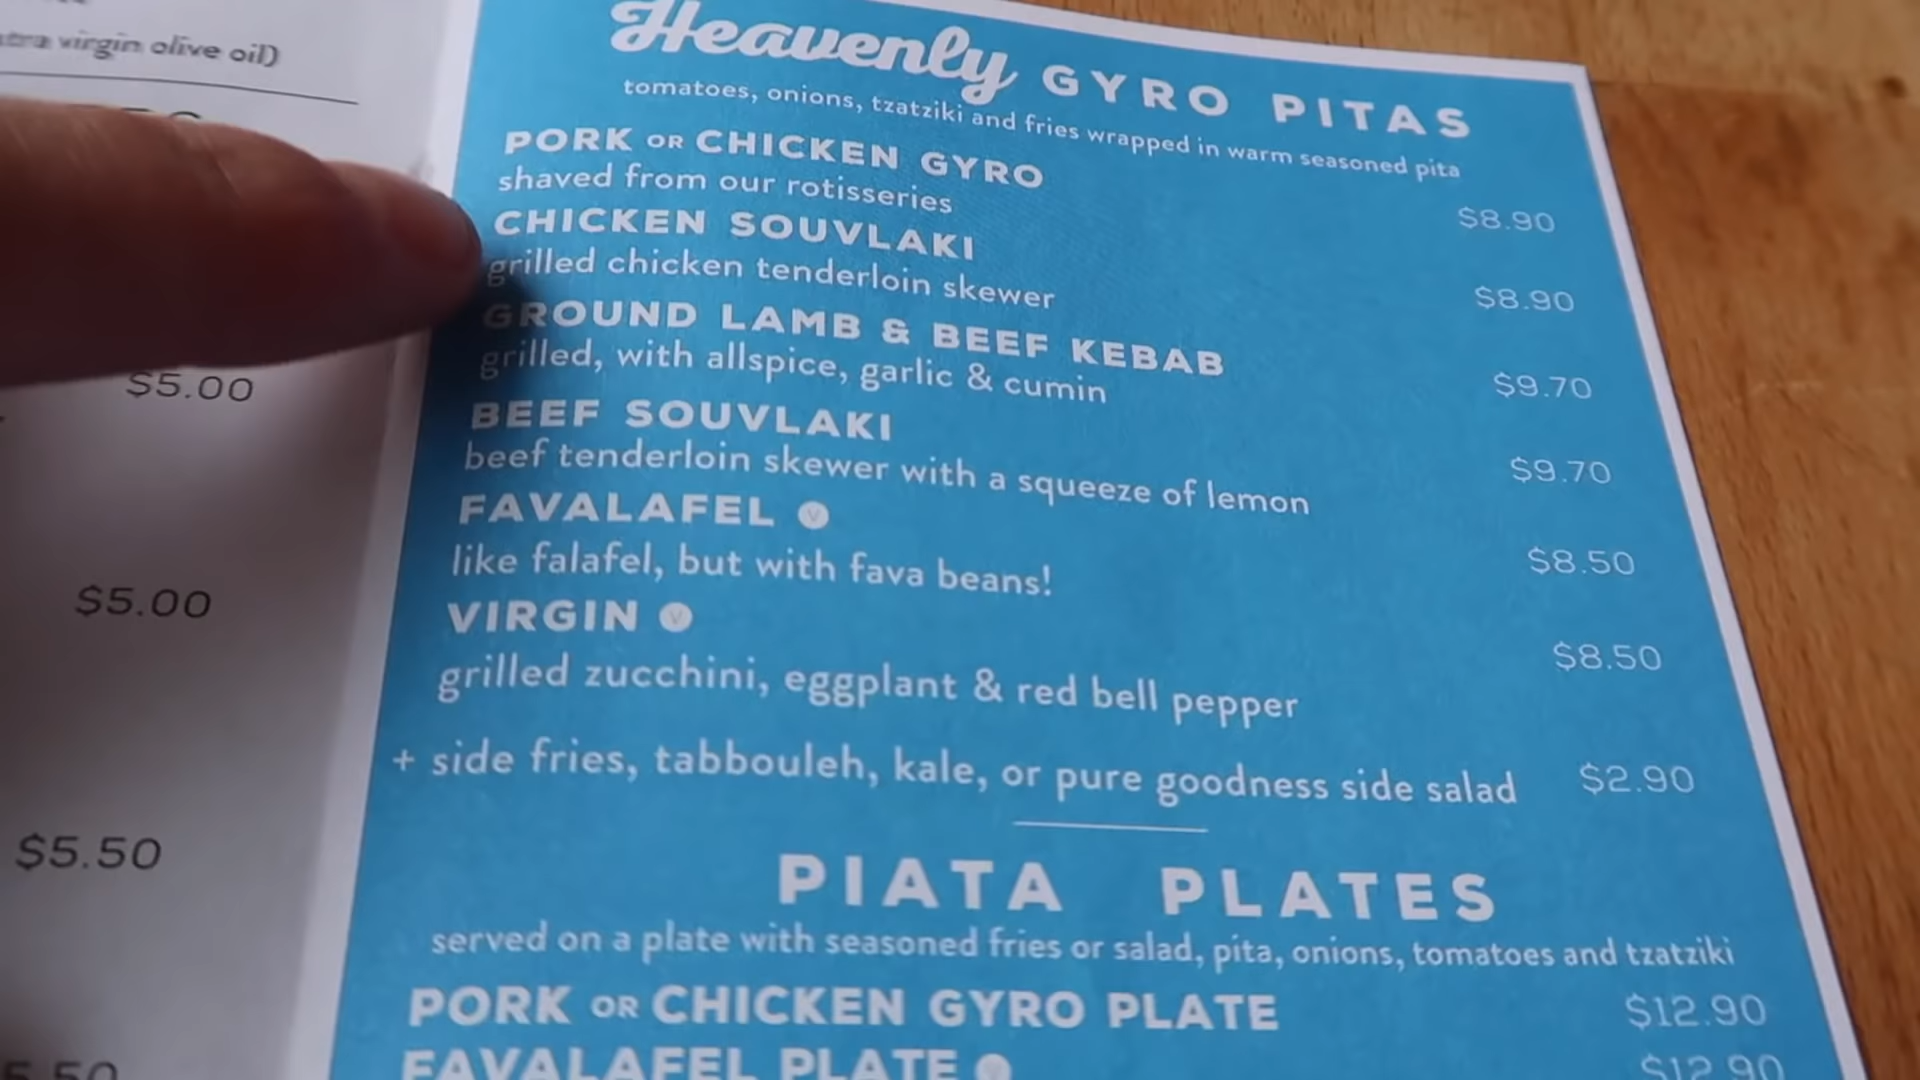 virgin olive oil)
$5.00
$5.00
$5.50
5.50
Heavenly GYRO PITAS
tomatoes, onions, tzatziki and fries wrapped in warm seasoned pita
PORK OR CHICKEN GYRO $8.90
shaved from our rotisseries
CHICKEN SOUVLAKI $8.90
grilled chicken tenderloin skewer
GROUND LAMB & BEEF KEBAB $9.70
grilled, with allspice, garlic & cumin
BEEF SOUVLAKI $9.70
beef tenderloin skewer with a squeeze of lemon
FAVALAFEL V $8.50
like falafel, but with fava beans!
VIRGIN V $8.50
grilled zucchini, eggplant & red bell pepper
+ side fries, tabbouleh, kale, or pure goodness side salad $2.90
PIATA PLATES
served on a plate with seasoned fries or salad, pita, onions, tomatoes and tzatziki
PORK OR CHICKEN GYRO PLATE $12.90
FAVALAFEL PLATE $12.90